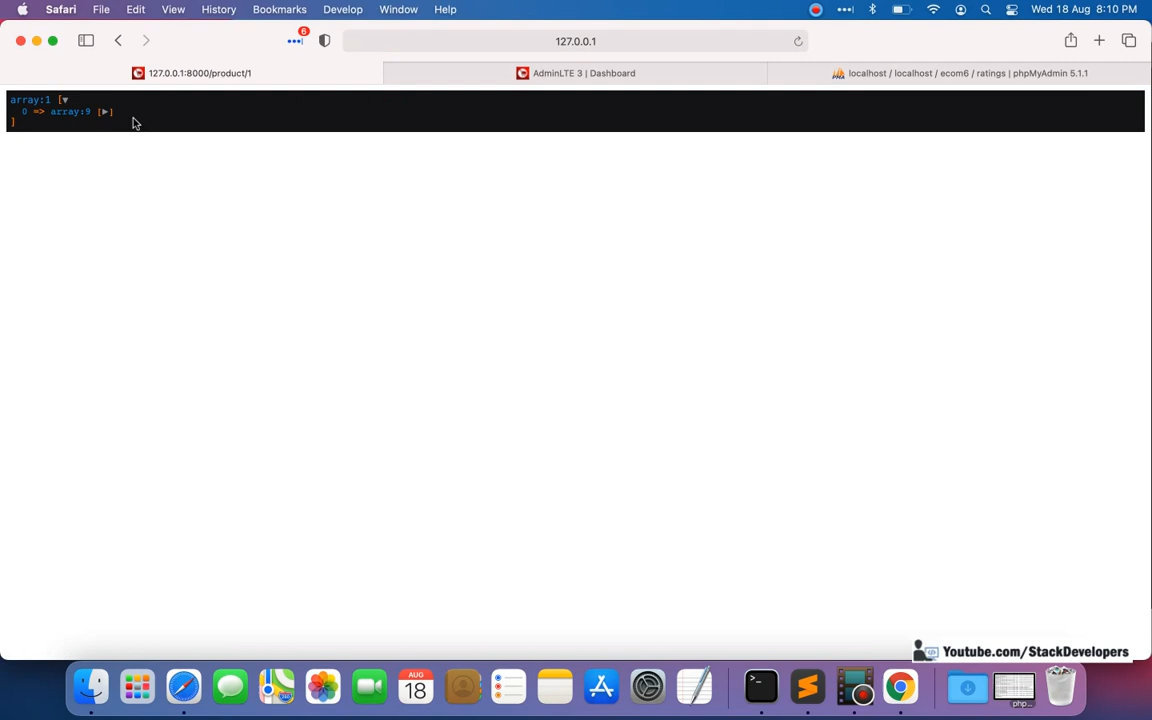 Safari File Edit View History Bookmarks Develop Window Help Wed 18 Aug 8:10 PM
6
127.0.0.1
127.0.0.1:8000/product/1 AdminLTE 3 | Dashboard localhost / localhost / ecom6 / ratings | phpMyAdmin 5.1.1
array:1 [▼
0 => array:9 [▶]
]
Youtube.com/StackDevelopers
AUG
18
php...